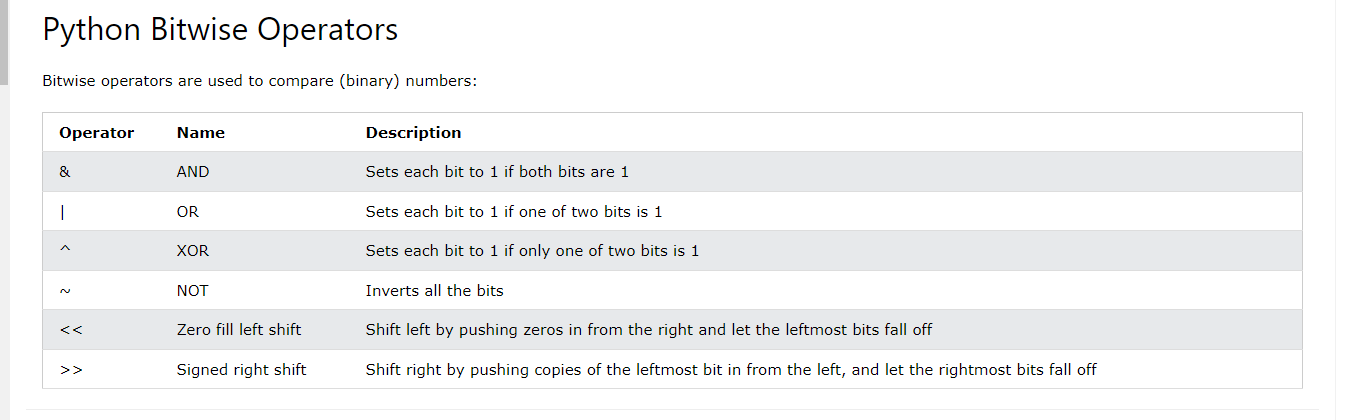 Python Bitwise Operators
Bitwise operators are used to compare (binary) numbers:
Operator Name Description
& AND Sets each bit to 1 if both bits are 1
| OR Sets each bit to 1 if one of two bits is 1
^ XOR Sets each bit to 1 if only one of two bits is 1
~ NOT Inverts all the bits
<< Zero fill left shift Shift left by pushing zeros in from the right and let the leftmost bits fall off
>> Signed right shift Shift right by pushing copies of the leftmost bit in from the left, and let the rightmost bits fall off